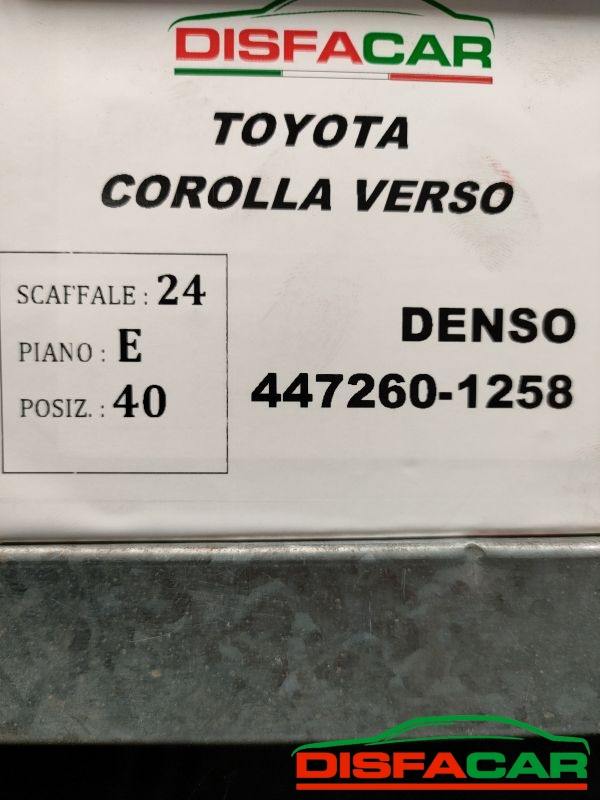 DISFACAR
TOYOTA
COROLLA VERSO
SCAFFALE : 24
PIANO : E
POSIZ. : 40
DENSO
447260-1258
DISFACAR